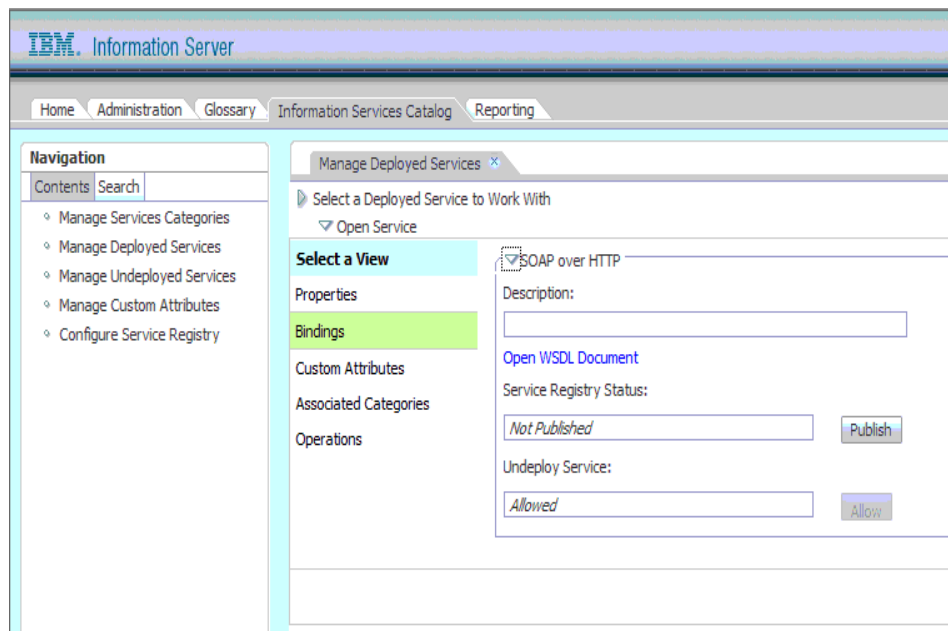 IBM. Information Server
Home Administration Glossary Information Services Catalog Reporting
Navigation
Contents Search
Manage Services Categories
Manage Deployed Services
Manage Undeployed Services
Manage Custom Attributes
Configure Service Registry
Manage Deployed Services ×
Select a Deployed Service to Work With
Open Service
Select a View
Properties
Bindings
Custom Attributes
Associated Categories
Operations
SOAP over HTTP
Description:
Open WSDL Document
Service Registry Status:
Not Published Publish
Undeploy Service:
Allowed Allow